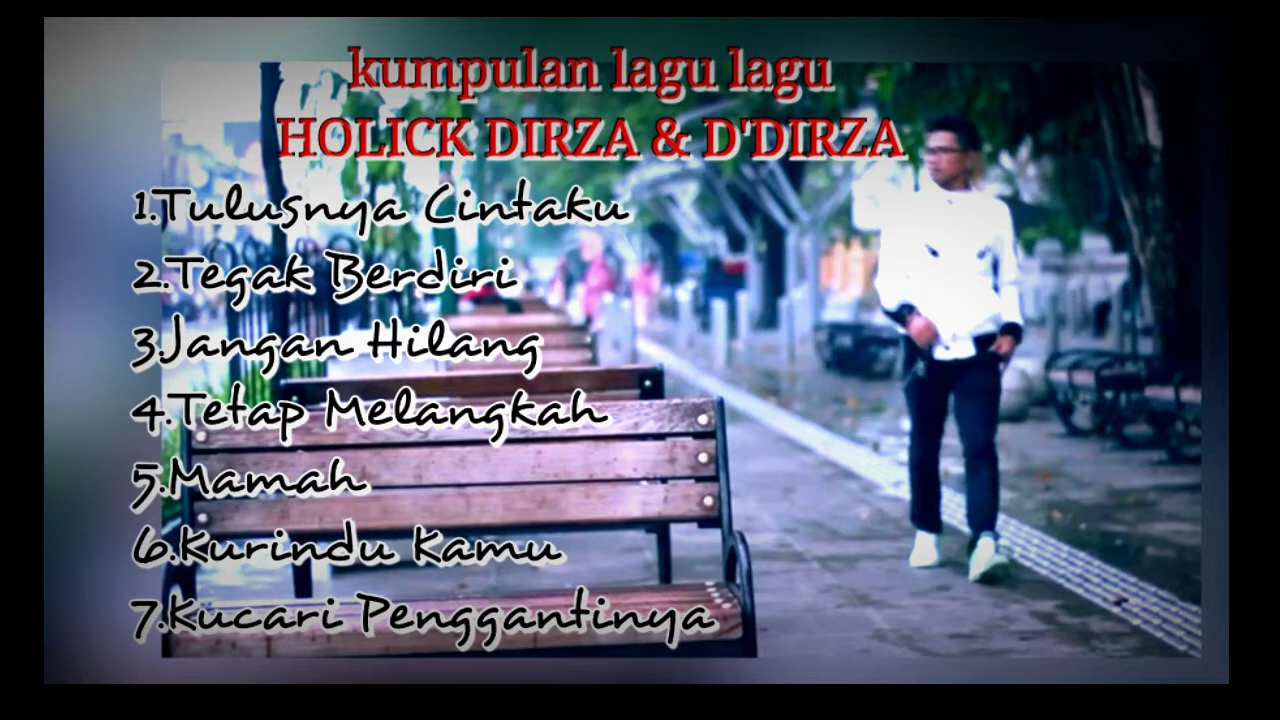 kumpulan lagu lagu
HOLICK DIRZA & D'DIRZA
1.Tulusnya Cintaku
2.Tegak Berdiri
3.Jangan Hilang
4.Tetap Melangkah
5.Mamah
6.Kurindu Kamu
7.Kucari Penggantinya